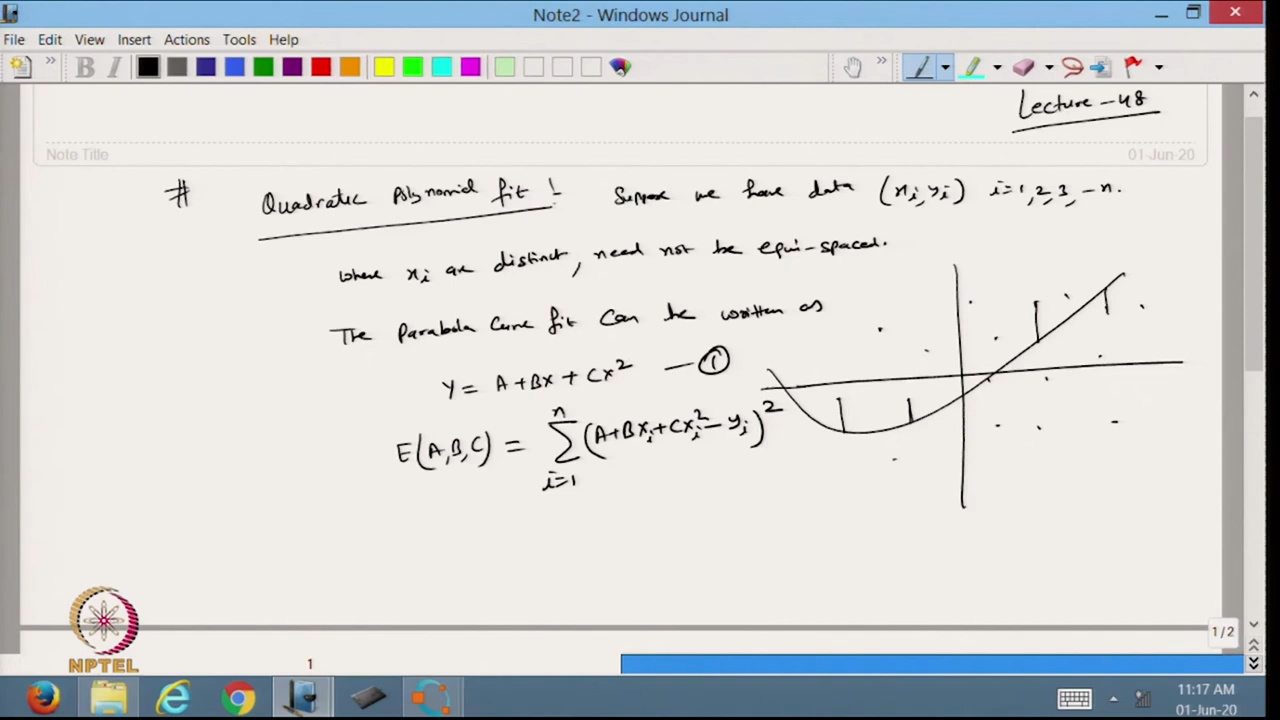 Note2 - Windows Journal
File Edit View Insert Actions Tools Help
B I
Lecture-48
Note Title
01-Jun-20
# Quadratic Polynomial fit! Suppose we have data (xi, yi) i=1,2,3,-n.
where xi are distinct, need not be equi-spaced.
The Parabola Curve fit can be written as
Y = A+BX+CX² — ①
E(A,B,C) = ∑ i=1 n (A+Bxi+Cxi²-yi)²
1/2
NPTEL
1
11:17 AM
01-Jun-20